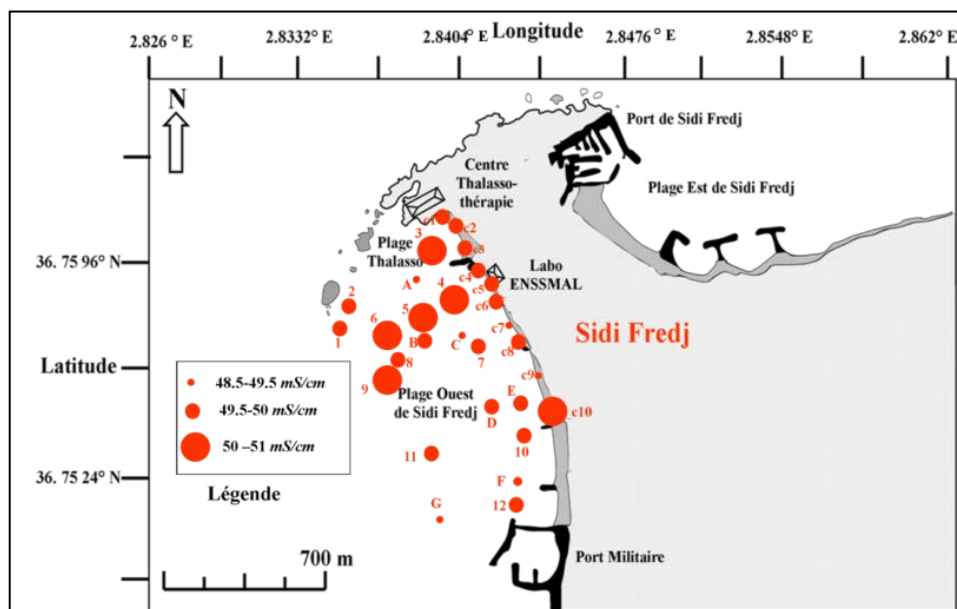 Longitude
2.826° E
2.8332° E
2.8404° E
2.8476° E
2.8548° E
2.862° E
N
Port de Sidi Fredj
Centre
Thalasso-
thérapie
Plage Est de Sidi Fredj
c1
c2
3
c3
Plage
Thalasso
36. 75 96° N
Labo
ENSSMAL
c4
A
c5
4
2
c6
5
1
6
B
C
c7
c8
7
Sidi Fredj
8
Latitude
c9
9
Plage Ouest
de Sidi Fredj
E
D
c10
10
11
36. 75 24° N
F
12
G
48.5-49.5 mS/cm
49.5-50 mS/cm
50 –51 mS/cm
Légende
700 m
Port Militaire